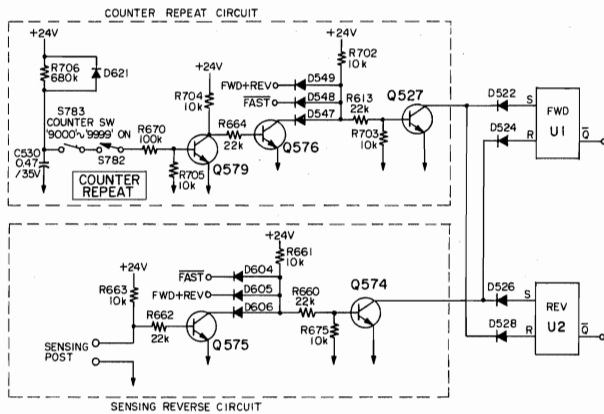 COUNTER REPEAT CIRCUIT
+24V
R706
680k
D621
S783
COUNTER SW
'9000'~'9999' ON
S782
C530
0.47
/35V
COUNTER
REPEAT
R670
100k
R705
10k
+24V
R704
10k
Q579
R664
22k
Q576
+24V
R702
10k
FWD+REV
D549
FAST
D548
D547
R613
22k
R703
10k
Q527
D522
S
FWD
U1
D524
R
Q
+24V
R663
10k
R662
22k
SENSING
POST
Q575
+24V
R661
10k
FAST
D604
FWD+REV
D605
D606
R660
22k
R675
10k
Q574
D526
S
REV
U2
D528
R
Q
SENSING REVERSE CIRCUIT